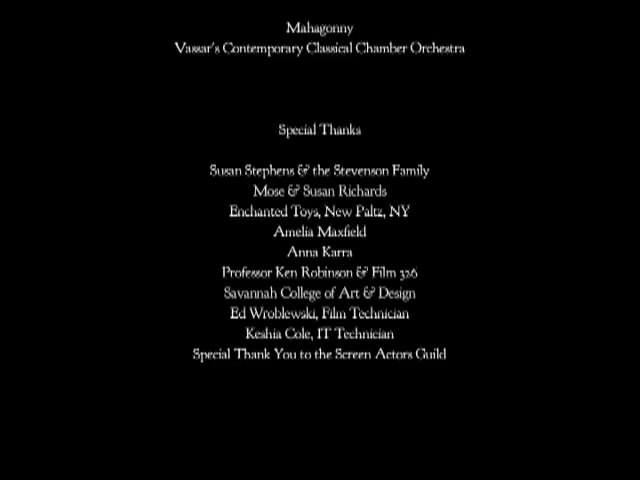 Mahagonny
Vassar's Contemporary Classical Chamber Orchestra
Special Thanks
Susan Stephens & the Stevenson Family
Mose & Susan Richards
Enchanted Toys, New Paltz, NY
Amelia Maxfield
Anna Karra
Professor Ken Robinson & Film 326
Savannah College of Art & Design
Ed Wroblewski, Film Technician
Keshia Cole, IT Technician
Special Thank You to the Screen Actors Guild